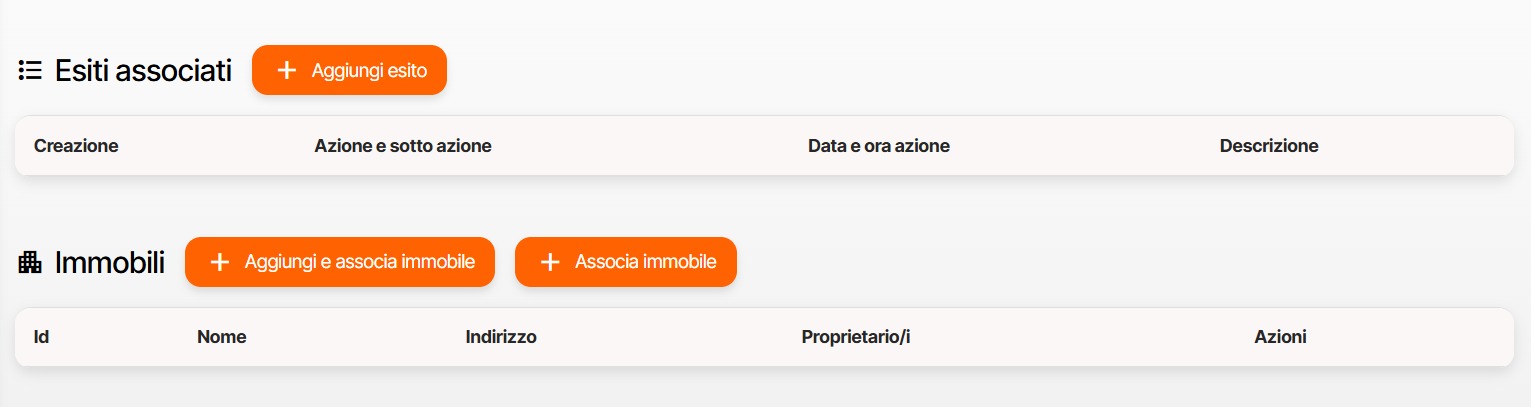 Esiti associati
Aggiungi esito
Creazione Azione e sotto azione Data e ora azione Descrizione
Immobili
Aggiungi e associa immobile
Associa immobile
Id Nome Indirizzo Proprietario/i Azioni